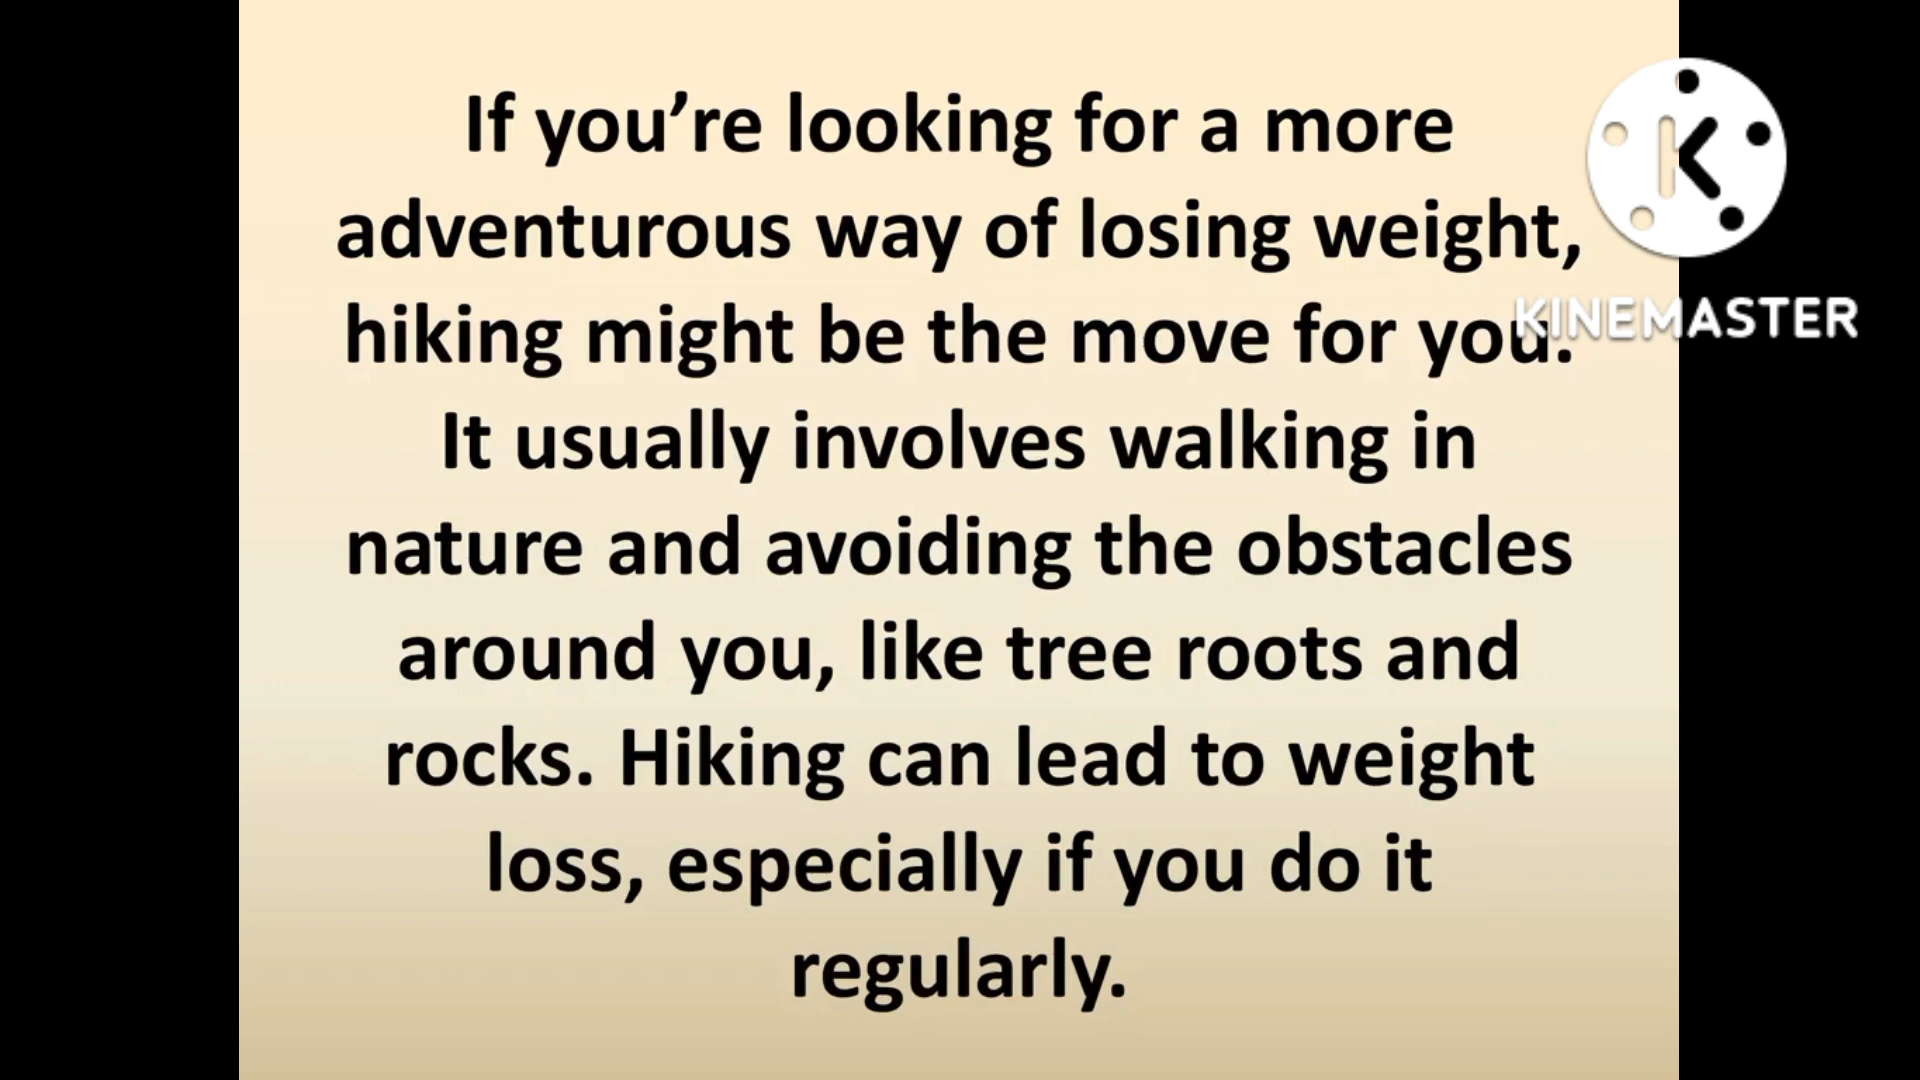 If you’re looking for a more
adventurous way of losing weight,
hiking might be the move for you.
It usually involves walking in
nature and avoiding the obstacles
around you, like tree roots and
rocks. Hiking can lead to weight
loss, especially if you do it
regularly.
K
KINEMASTER